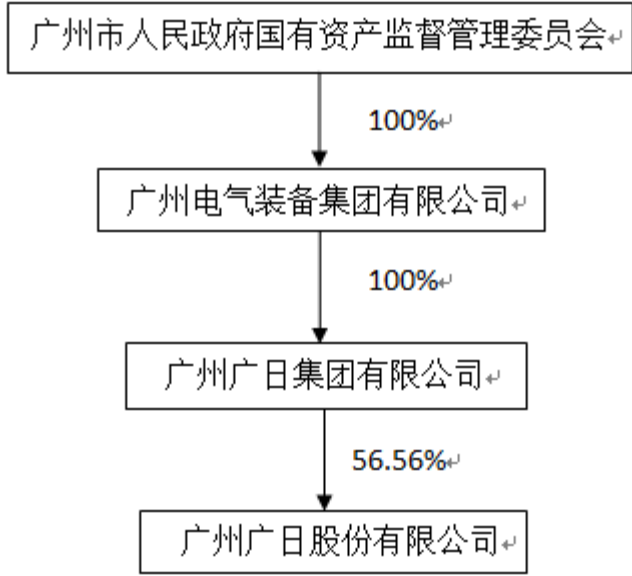 广州市人民政府国有资产监督管理委员会
100%
广州电气装备集团有限公司
100%
广州广日集团有限公司
56.56%
广州广日股份有限公司